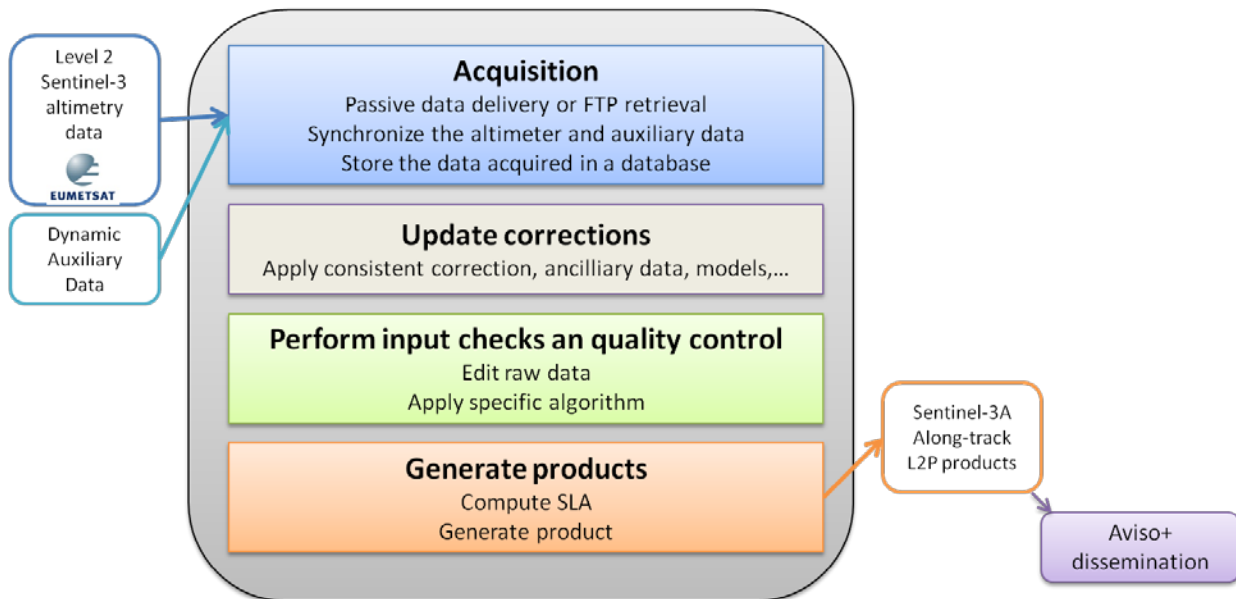 Level 2
Sentinel-3
altimetry
data
EUMETSAT
Dynamic
Auxiliary
Data
Acquisition
Passive data delivery or FTP retrieval
Synchronize the altimeter and auxiliary data
Store the data acquired in a database
Update corrections
Apply consistent correction, ancilliary data, models,...
Perform input checks an quality control
Edit raw data
Apply specific algorithm
Generate products
Compute SLA
Generate product
Sentinel-3A
Along-track
L2P products
Aviso+
dissemination